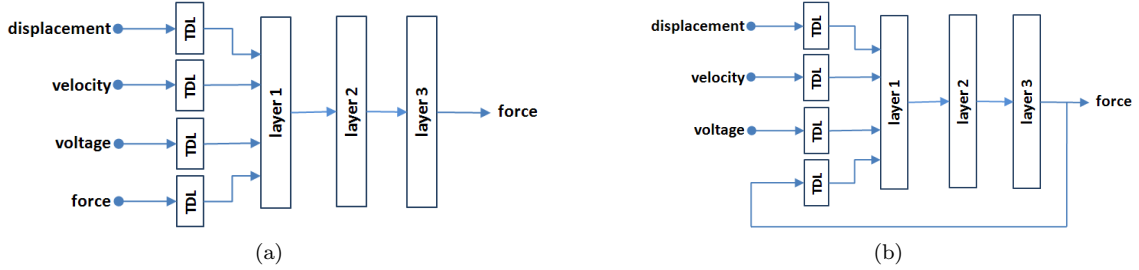 displacement
TDL
velocity
TDL
voltage
TDL
force
TDL
layer 1
layer 2
layer 3
force
(a)
displacement
TDL
velocity
TDL
voltage
TDL
TDL
layer 1
layer 2
layer 3
force
(b)